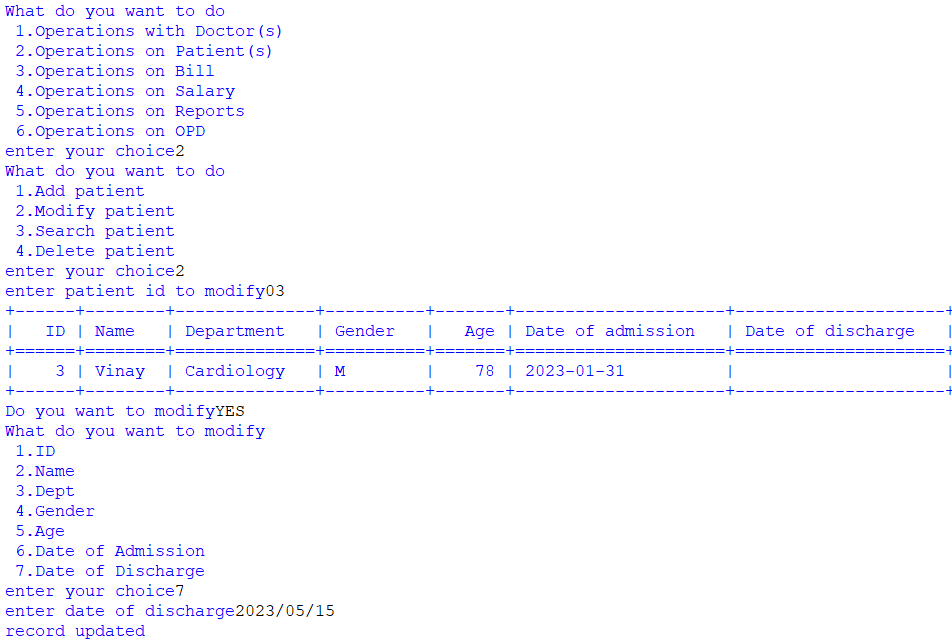 What do you want to do
 1.Operations with Doctor(s)
 2.Operations on Patient(s)
 3.Operations on Bill
 4.Operations on Salary
 5.Operations on Reports
 6.Operations on OPD
enter your choice2
What do you want to do
 1.Add patient
 2.Modify patient
 3.Search patient
 4.Delete patient
enter your choice2
enter patient id to modify03
+------+--------+--------------+----------+-------+---------------------+---------------------+
|   ID | Name   | Department   | Gender   |   Age | Date of admission   | Date of discharge   |
+======+========+==============+==========+=======+=====================+=====================+
|    3 | Vinay  | Cardiology   | M        |    78 | 2023-01-31          |                     |
+------+--------+--------------+----------+-------+---------------------+---------------------+
Do you want to modifyYES
What do you want to modify
 1.ID
 2.Name
 3.Dept
 4.Gender
 5.Age
 6.Date of Admission
 7.Date of Discharge
enter your choice7
enter date of discharge2023/05/15
record updated